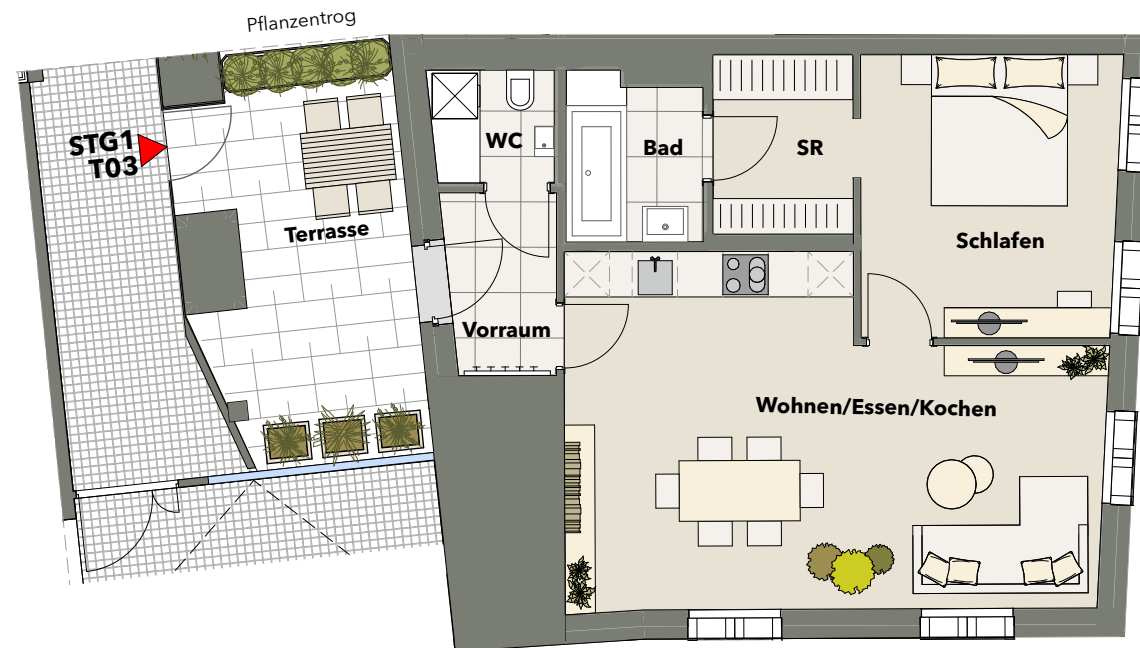 Pflanzentrog
STG1
T03
WC
Bad
SR
Terrasse
Schlafen
Vorraum
Wohnen/Essen/Kochen